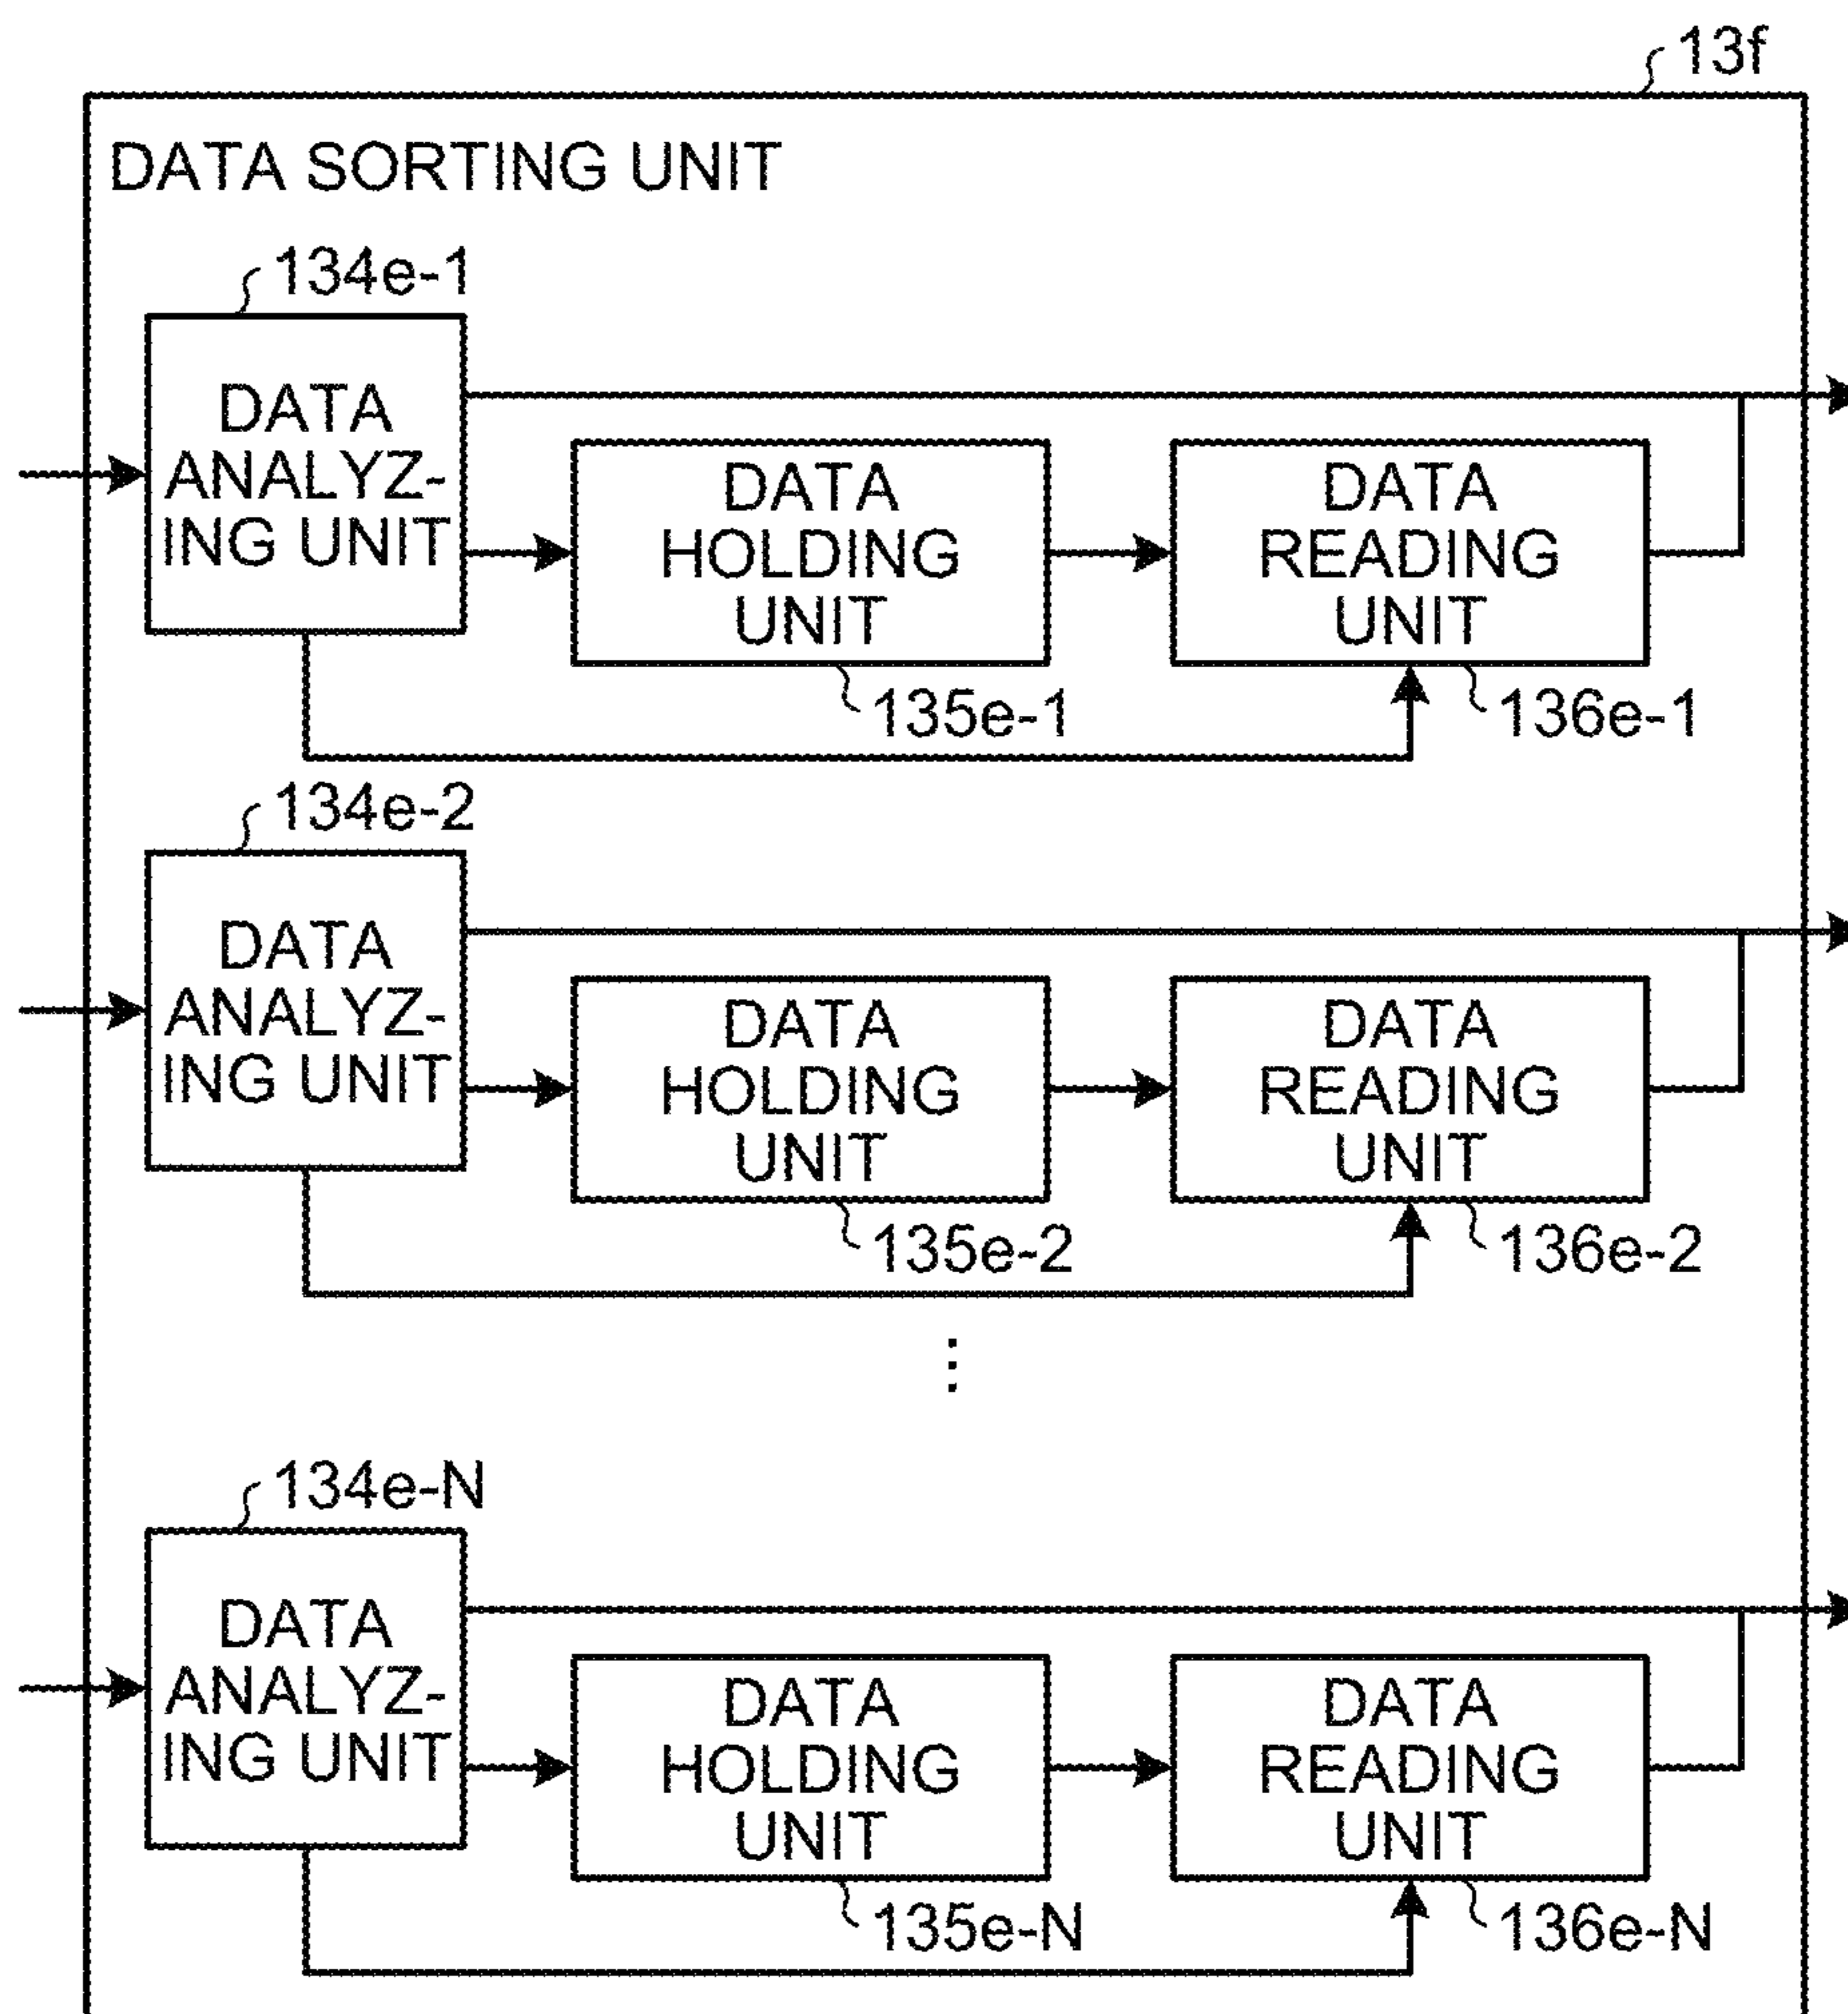 13f
DATA SORTING UNIT
134e-1
DATA
ANALYZ-
ING UNIT
DATA
HOLDING
UNIT
DATA
READING
UNIT
135e-1
136e-1
134e-2
DATA
ANALYZ-
ING UNIT
DATA
HOLDING
UNIT
DATA
READING
UNIT
135e-2
136e-2
134e-N
DATA
ANALYZ-
ING UNIT
DATA
HOLDING
UNIT
DATA
READING
UNIT
135e-N
136e-N